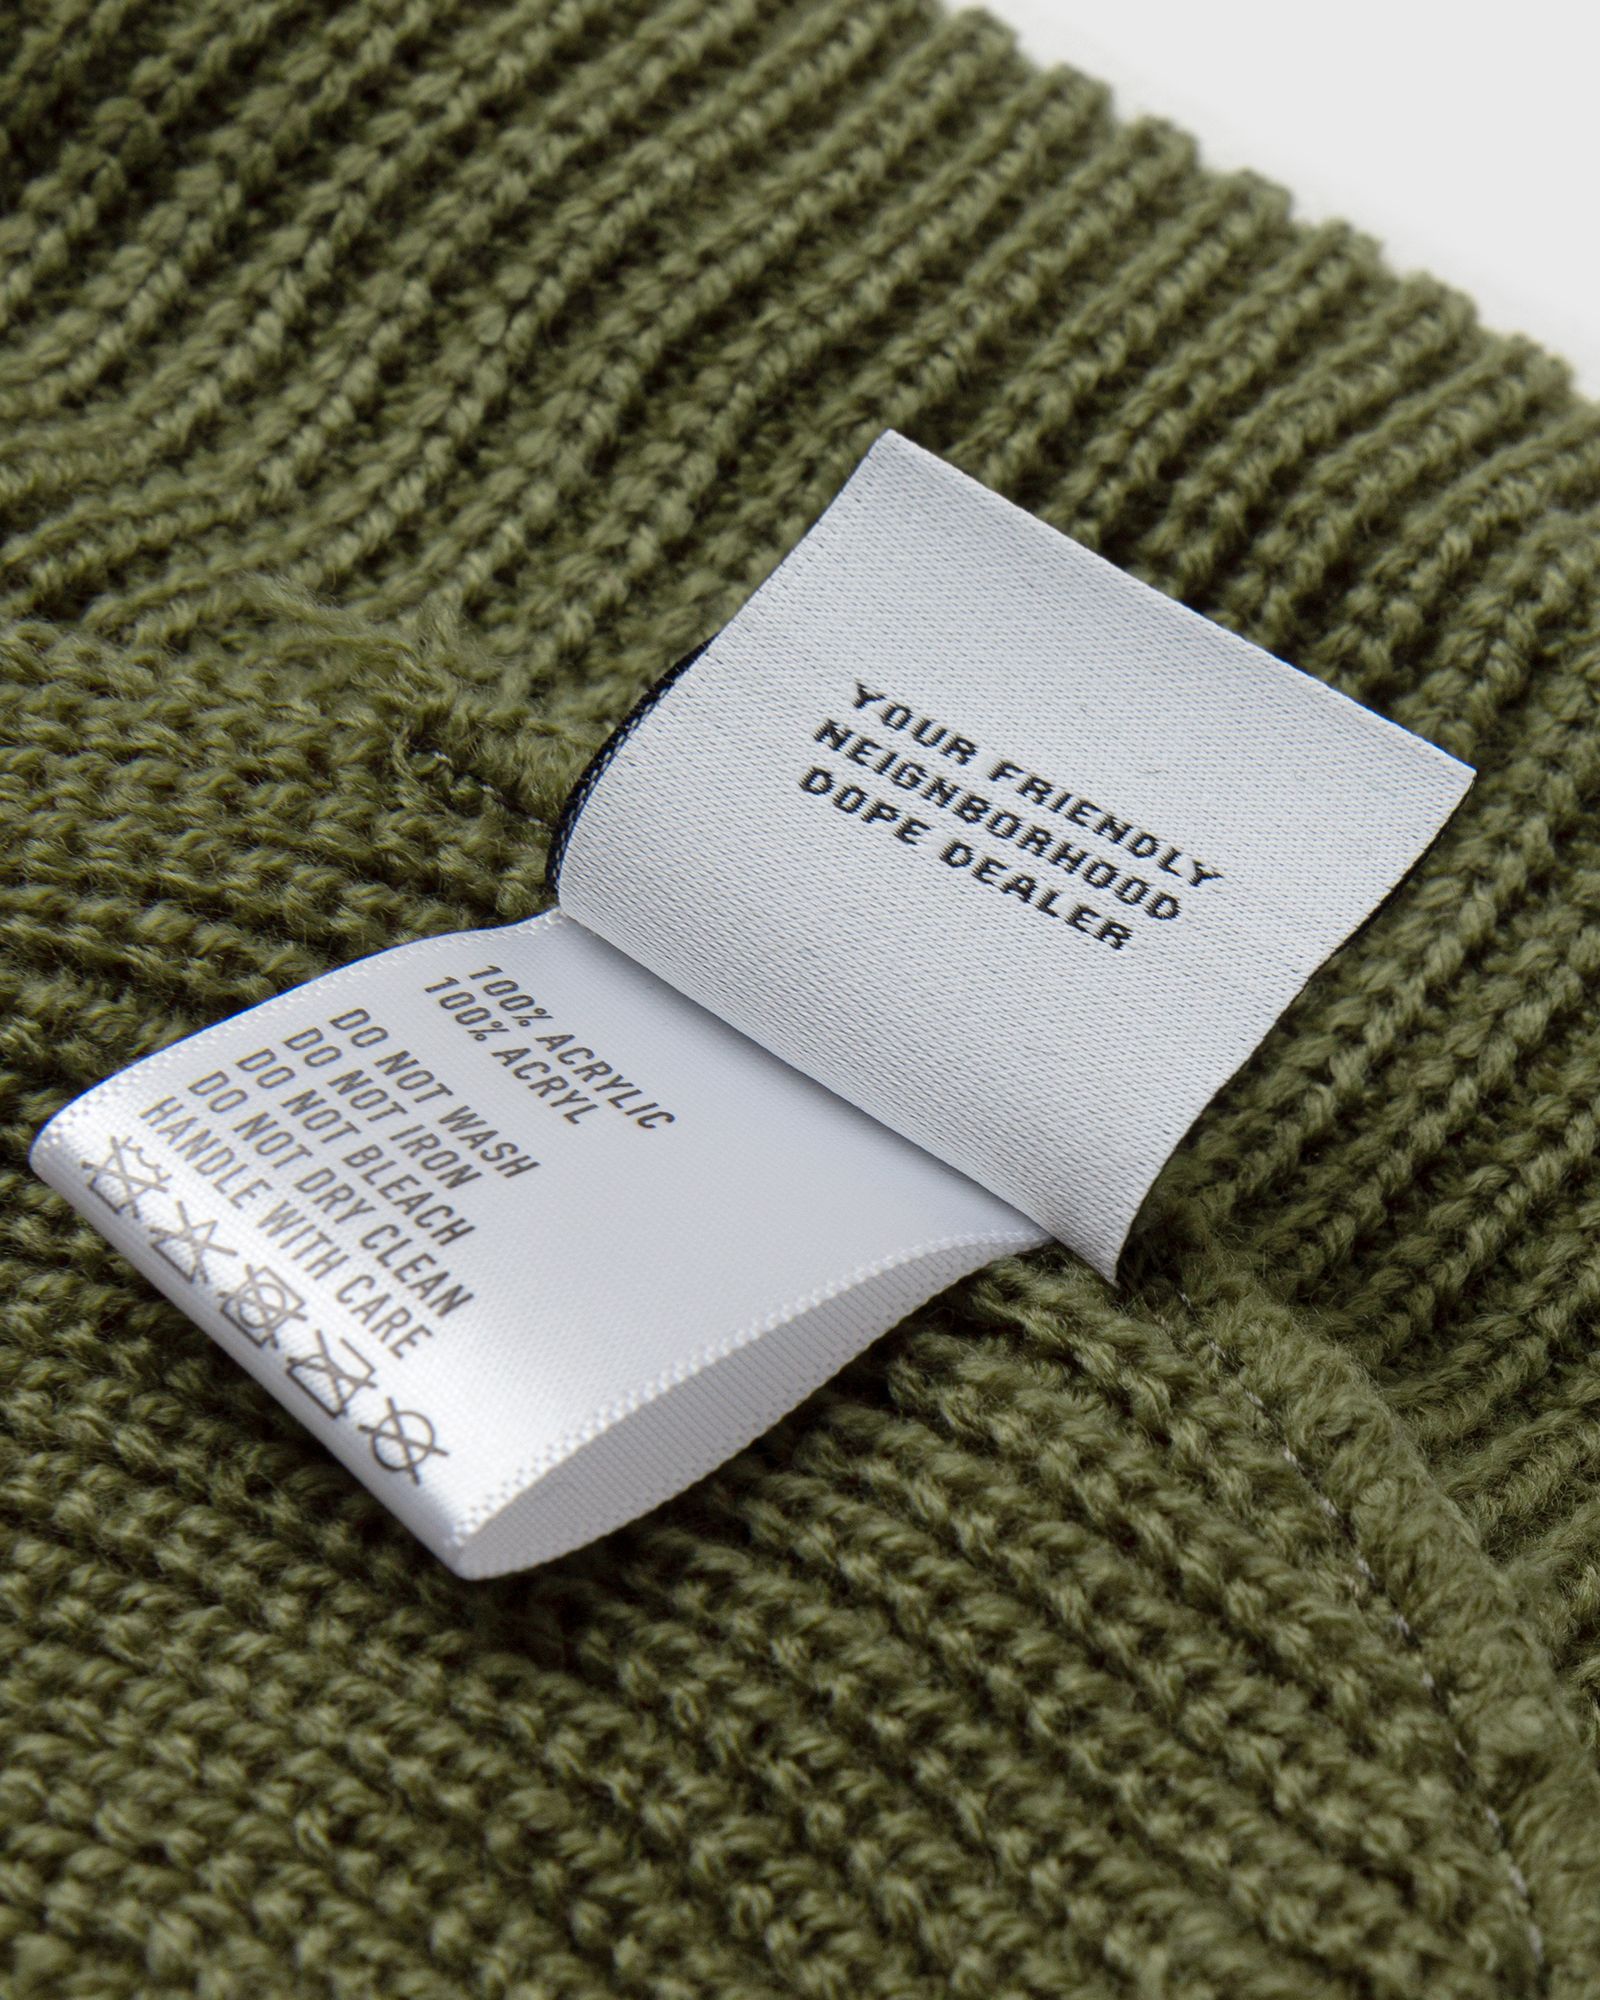 YOUR FRIENDLY
NEIGNBORHOOD
DOPE DEALER
100% ACRYLIC
100% ACRYL
DO NOT WASH
DO NOT IRON
DO NOT BLEACH
DO NOT DRY CLEAN
HANDLE WITH CARE